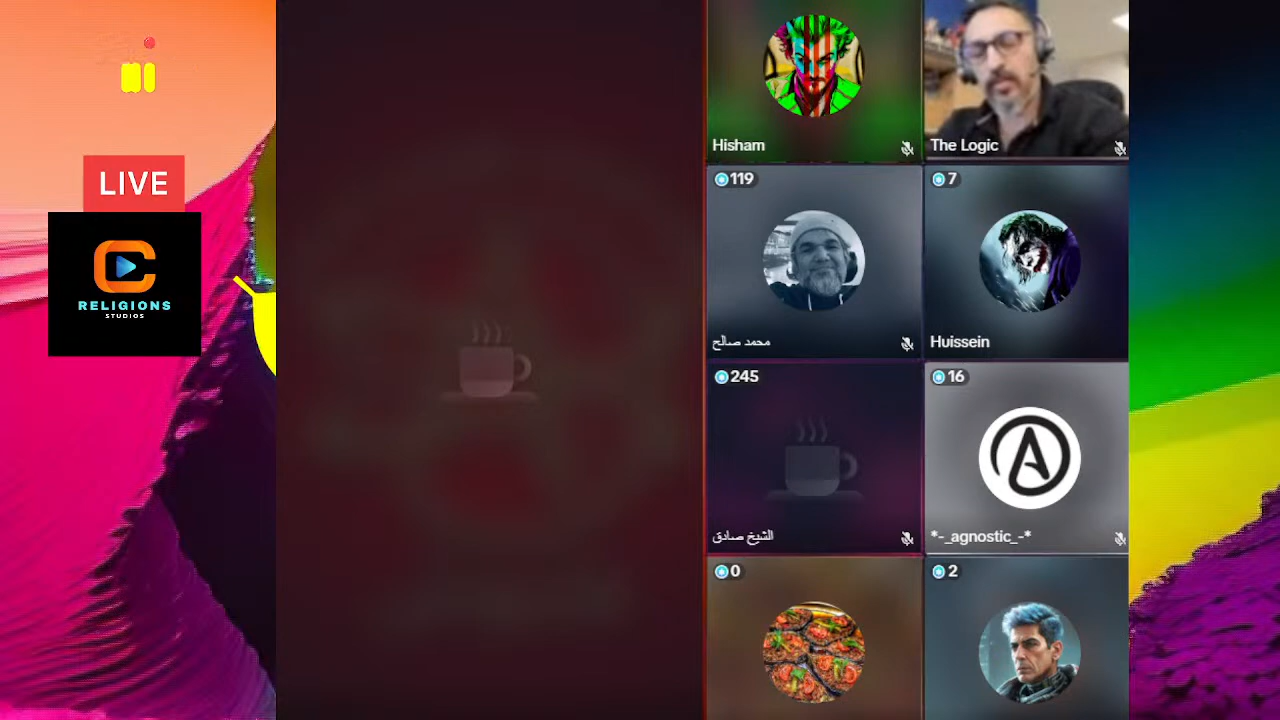 LIVE
RELIGIONS
STUDIOS
Hisham
The Logic
119
7
محمد صالح
Huissein
245
16
الشيخ صادق
*-_agnostic_-*
0
2